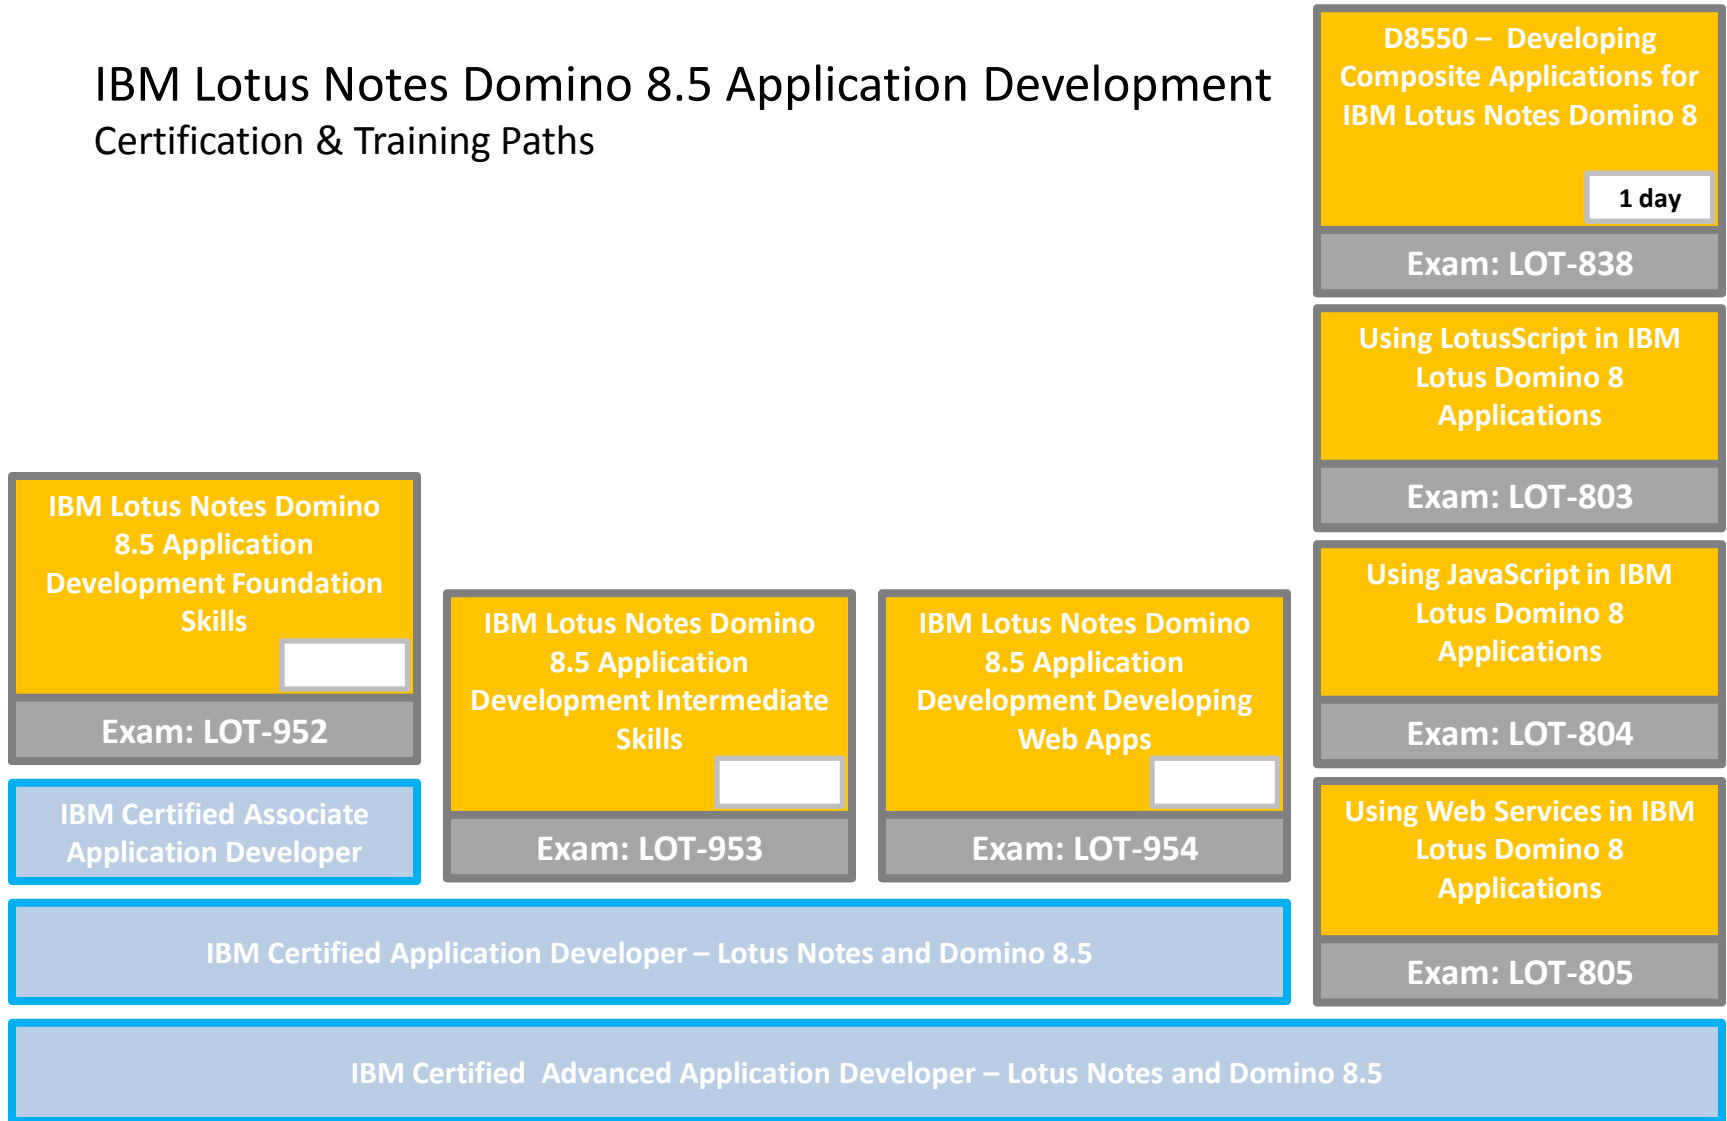 IBM Lotus Notes Domino 8.5 Application Development
Certification & Training Paths
D8550 – Developing
Composite Applications for
IBM Lotus Notes Domino 8
1 day
Exam: LOT-838
Using LotusScript in IBM
Lotus Domino 8
Applications
Exam: LOT-803
IBM Lotus Notes Domino
8.5 Application
Development Foundation
Skills
Exam: LOT-952
IBM Certified Associate
Application Developer
IBM Lotus Notes Domino
8.5 Application
Development Intermediate
Skills
Exam: LOT-953
IBM Lotus Notes Domino
8.5 Application
Development Developing
Web Apps
Exam: LOT-954
Using JavaScript in IBM
Lotus Domino 8
Applications
Exam: LOT-804
Using Web Services in IBM
Lotus Domino 8
Applications
Exam: LOT-805
IBM Certified Application Developer – Lotus Notes and Domino 8.5
IBM Certified Advanced Application Developer – Lotus Notes and Domino 8.5